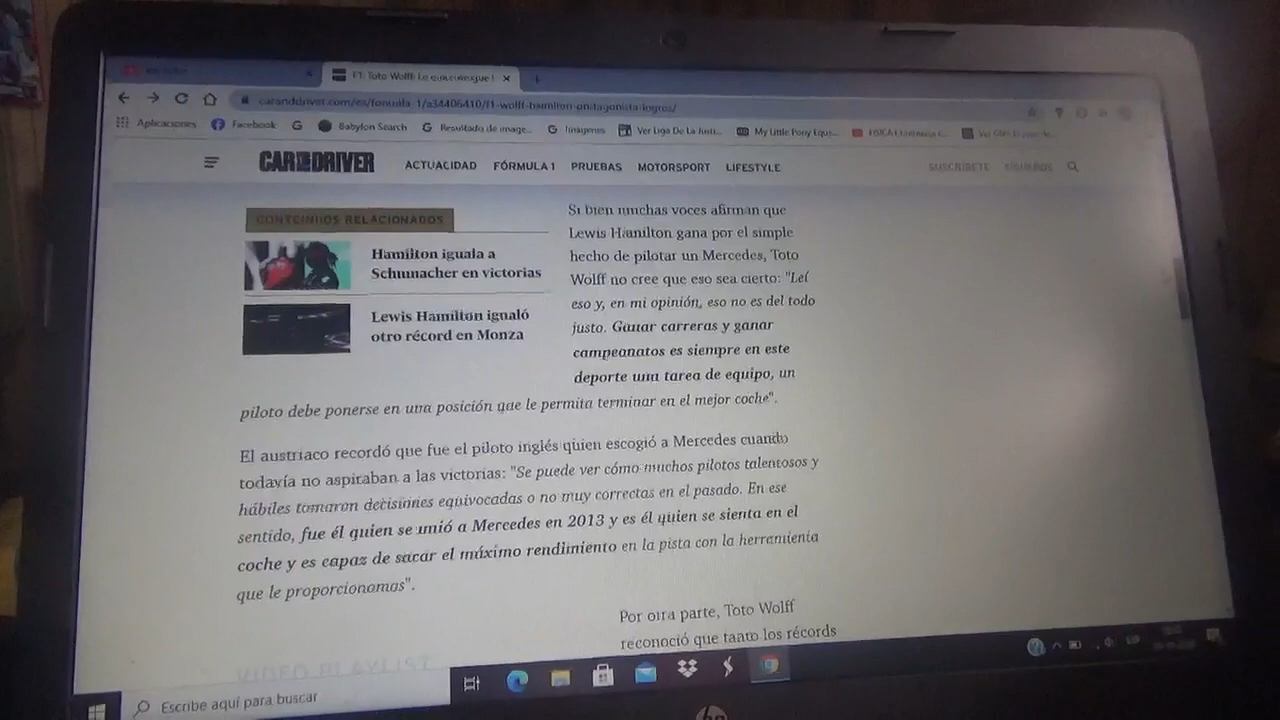 F1: Toto Wolff: Lo que
caranddriver.com/es/formula-1/a34406410/f1-wolff-hamilton-antagonista-logros/
Aplicaciones Facebook Babylon Search Resultado de image... Imágenes Ver Liga De La Justi... My Little Pony Eque...
CAR AND DRIVER ACTUALIDAD FÓRMULA 1 PRUEBAS MOTORSPORT LIFESTYLE SUSCRÍBETE SÍGUENOS
CONTENIDOS RELACIONADOS
Hamilton iguala a
Schumacher en victorias
Lewis Hamilton igualó
otro récord en Monza
Si bien muchas voces afirman que
Lewis Hamilton gana por el simple
hecho de pilotar un Mercedes, Toto
Wolff no cree que eso sea cierto: "Leí
eso y, en mi opinión, eso no es del todo
justo. Ganar carreras y ganar
campeonatos es siempre en este
deporte una tarea de equipo, un
piloto debe ponerse en una posición que le permita terminar en el mejor coche".
El austriaco recordó que fue el piloto inglés quien escogió a Mercedes cuando
todavía no aspiraban a las victorias: "Se puede ver cómo muchos pilotos talentosos y
hábiles tomaron decisiones equivocadas o no muy correctas en el pasado. En ese
sentido, fue él quien se unió a Mercedes en 2013 y es él quien se sienta en el
coche y es capaz de sacar el máximo rendimiento en la pista con la herramienta
que le proporcionamos".
Por otra parte, Toto Wolff
reconoció que tanto los récords
VIDEO PLAYLIST
Escribe aquí para buscar
hp